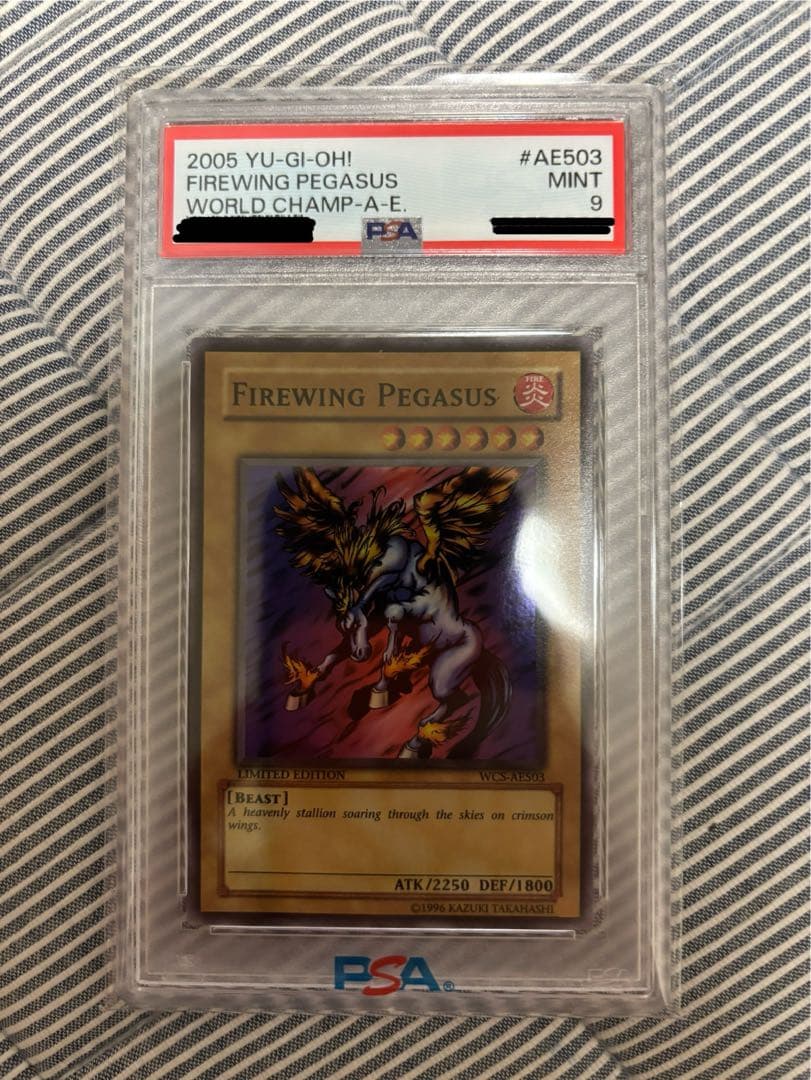 2005 YU-GI-OH! #AE503
FIREWING PEGASUS MINT
WORLD CHAMP-A-E. 9
PSA
FIREWING PEGASUS
FIRE
炎
LIMITED EDITION WCS-AE503
[BEAST]
A heavenly stallion soaring through the skies on crimson
wings.
ATK/2250 DEF/1800
©1996 KAZUKI TAKAHASHI
PSA®